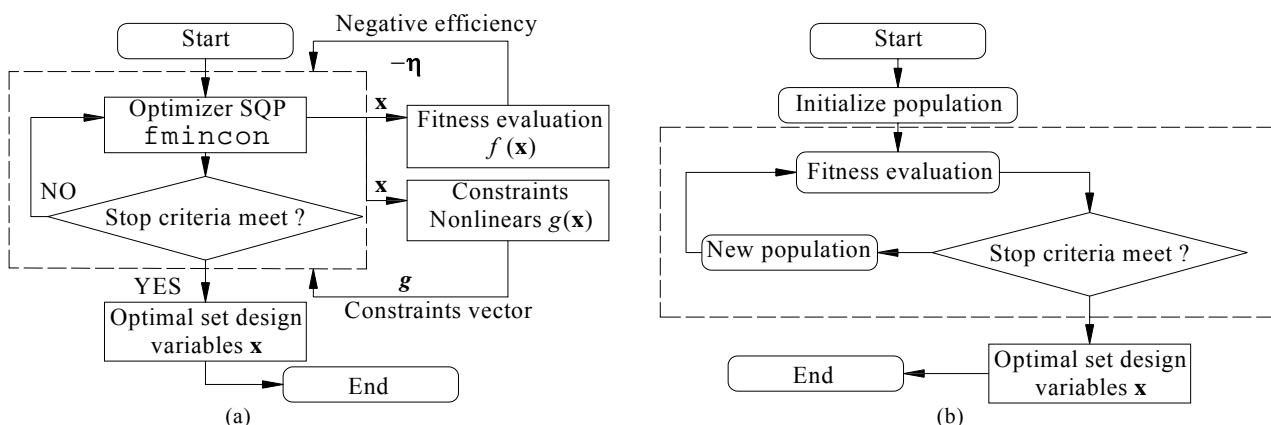 Start
Negative efficiency
−η
Optimizer SQP
fmincon
x
Fitness evaluation
f (x)
NO
x
Constraints
Nonlinears g(x)
Stop criteria meet ?
YES
g
Constraints vector
Optimal set design
variables x
End
(a)
Start
Initialize population
Fitness evaluation
New population
Stop criteria meet ?
Optimal set design
variables x
End
(b)